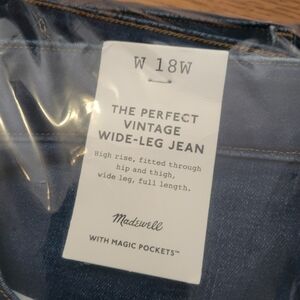 W 18W
THE PERFECT
VINTAGE
WIDE-LEG JEAN
High rise, fitted through
hip and thigh,
wide leg, full length.
Madewell
WITH MAGIC POCKETS™